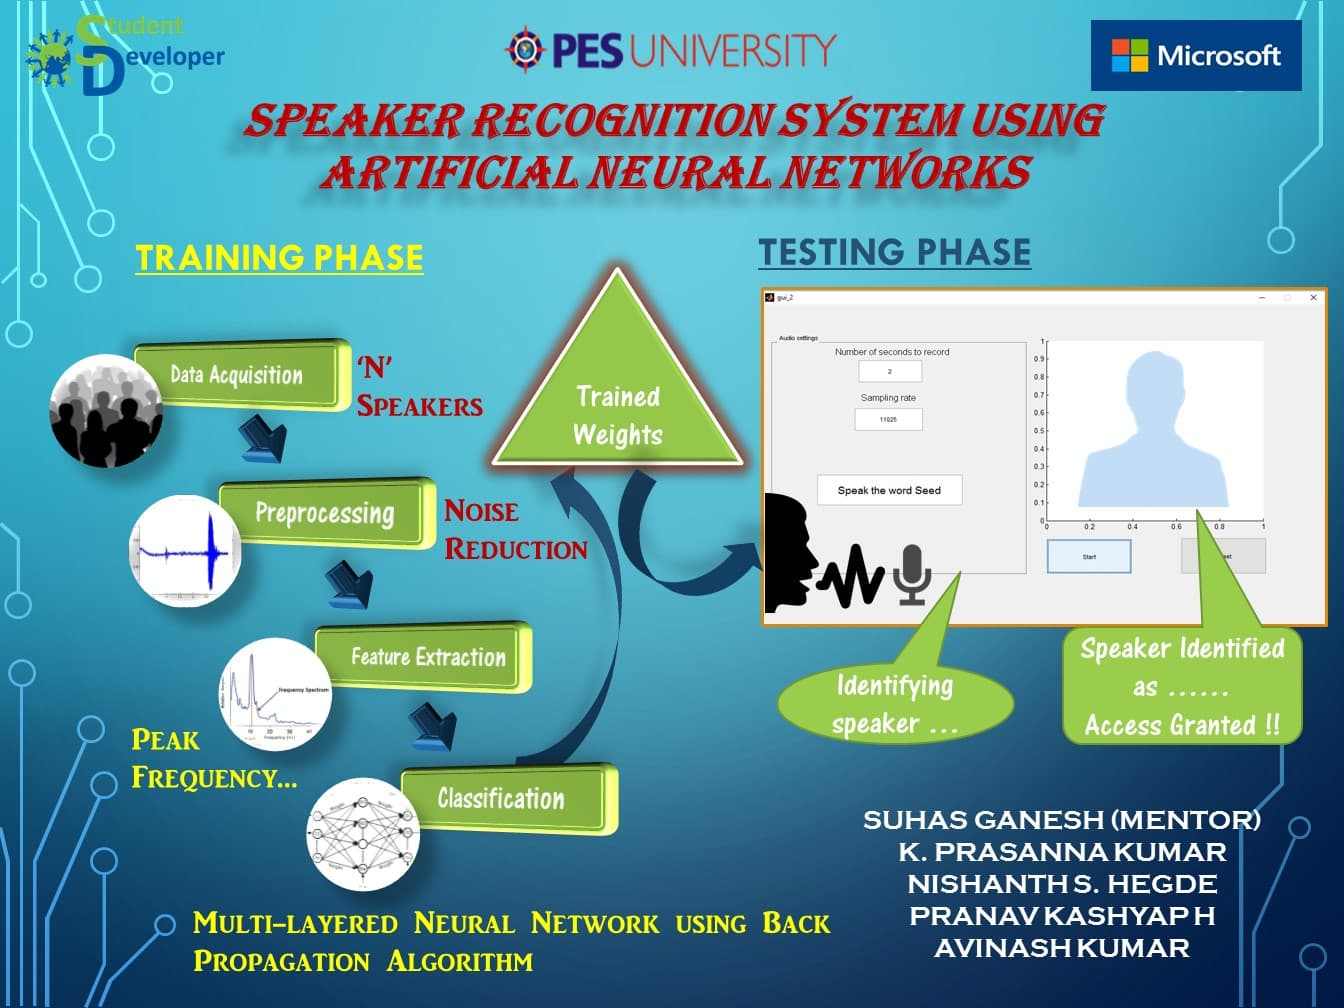 Student
Developer
PES UNIVERSITY
Microsoft
SPEAKER RECOGNITION SYSTEM USING
ARTIFICIAL NEURAL NETWORKS
TRAINING PHASE
Data Acquisition
‘N’
SPEAKERS
Preprocessing
NOISE
REDUCTION
Feature Extraction
Frequency Spectrum
PEAK
FREQUENCY...
Classification
MULTI-LAYERED NEURAL NETWORK USING BACK
PROPAGATION ALGORITHM
Trained
Weights
TESTING PHASE
gui_2
Audio settings
Number of seconds to record
2
Sampling rate
11025
Speak the word Seed
1
0.9
0.8
0.7
0.6
0.5
0.4
0.3
0.2
0.1
0
0 0.2 0.4 0.6 0.8 1
Start
Identifying
speaker ...
Speaker Identified
as ......
Access Granted !!
SUHAS GANESH (MENTOR)
K. PRASANNA KUMAR
NISHANTH S. HEGDE
PRANAV KASHYAP H
AVINASH KUMAR